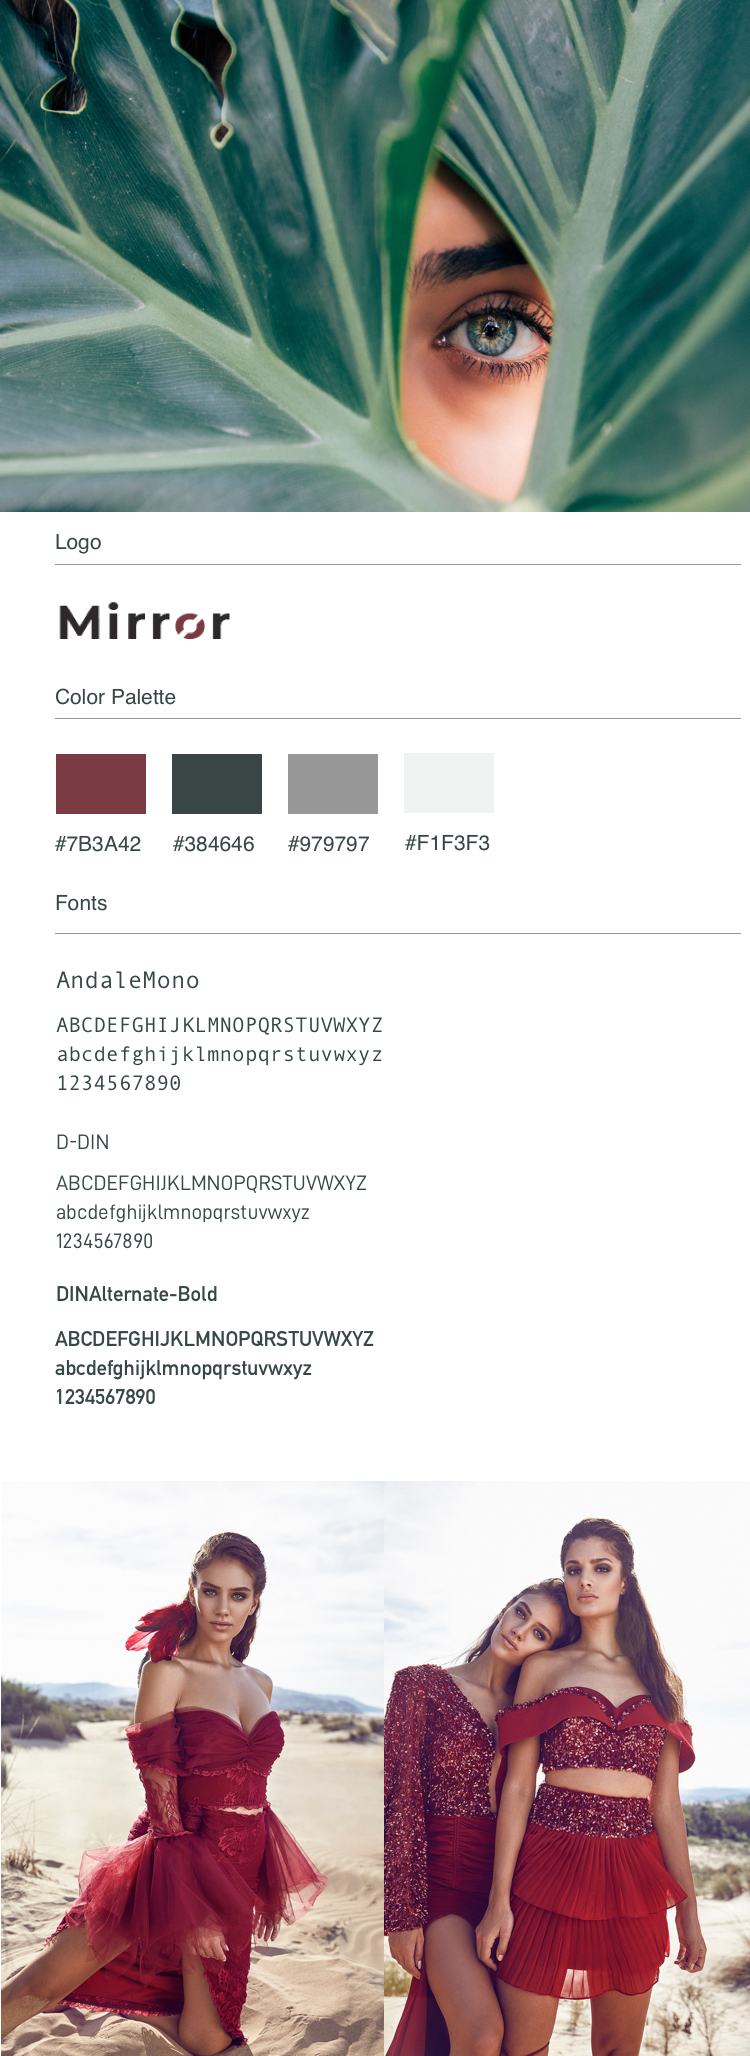 Logo
Mirror
Color Palette
#7B3A42 #384646 #979797 #F1F3F3
Fonts
AndaleMono
ABCDEFGHIJKLMNOPQRSTUVWXYZ
abcdefghijklmnopqrstuvwxyz
1234567890
D-DIN
ABCDEFGHIJKLMNOPQRSTUVWXYZ
abcdefghijklmnopqrstuvwxyz
1234567890
DINAlternate-Bold
ABCDEFGHIJKLMNOPQRSTUVWXYZ
abcdefghijklmnopqrstuvwxyz
1234567890